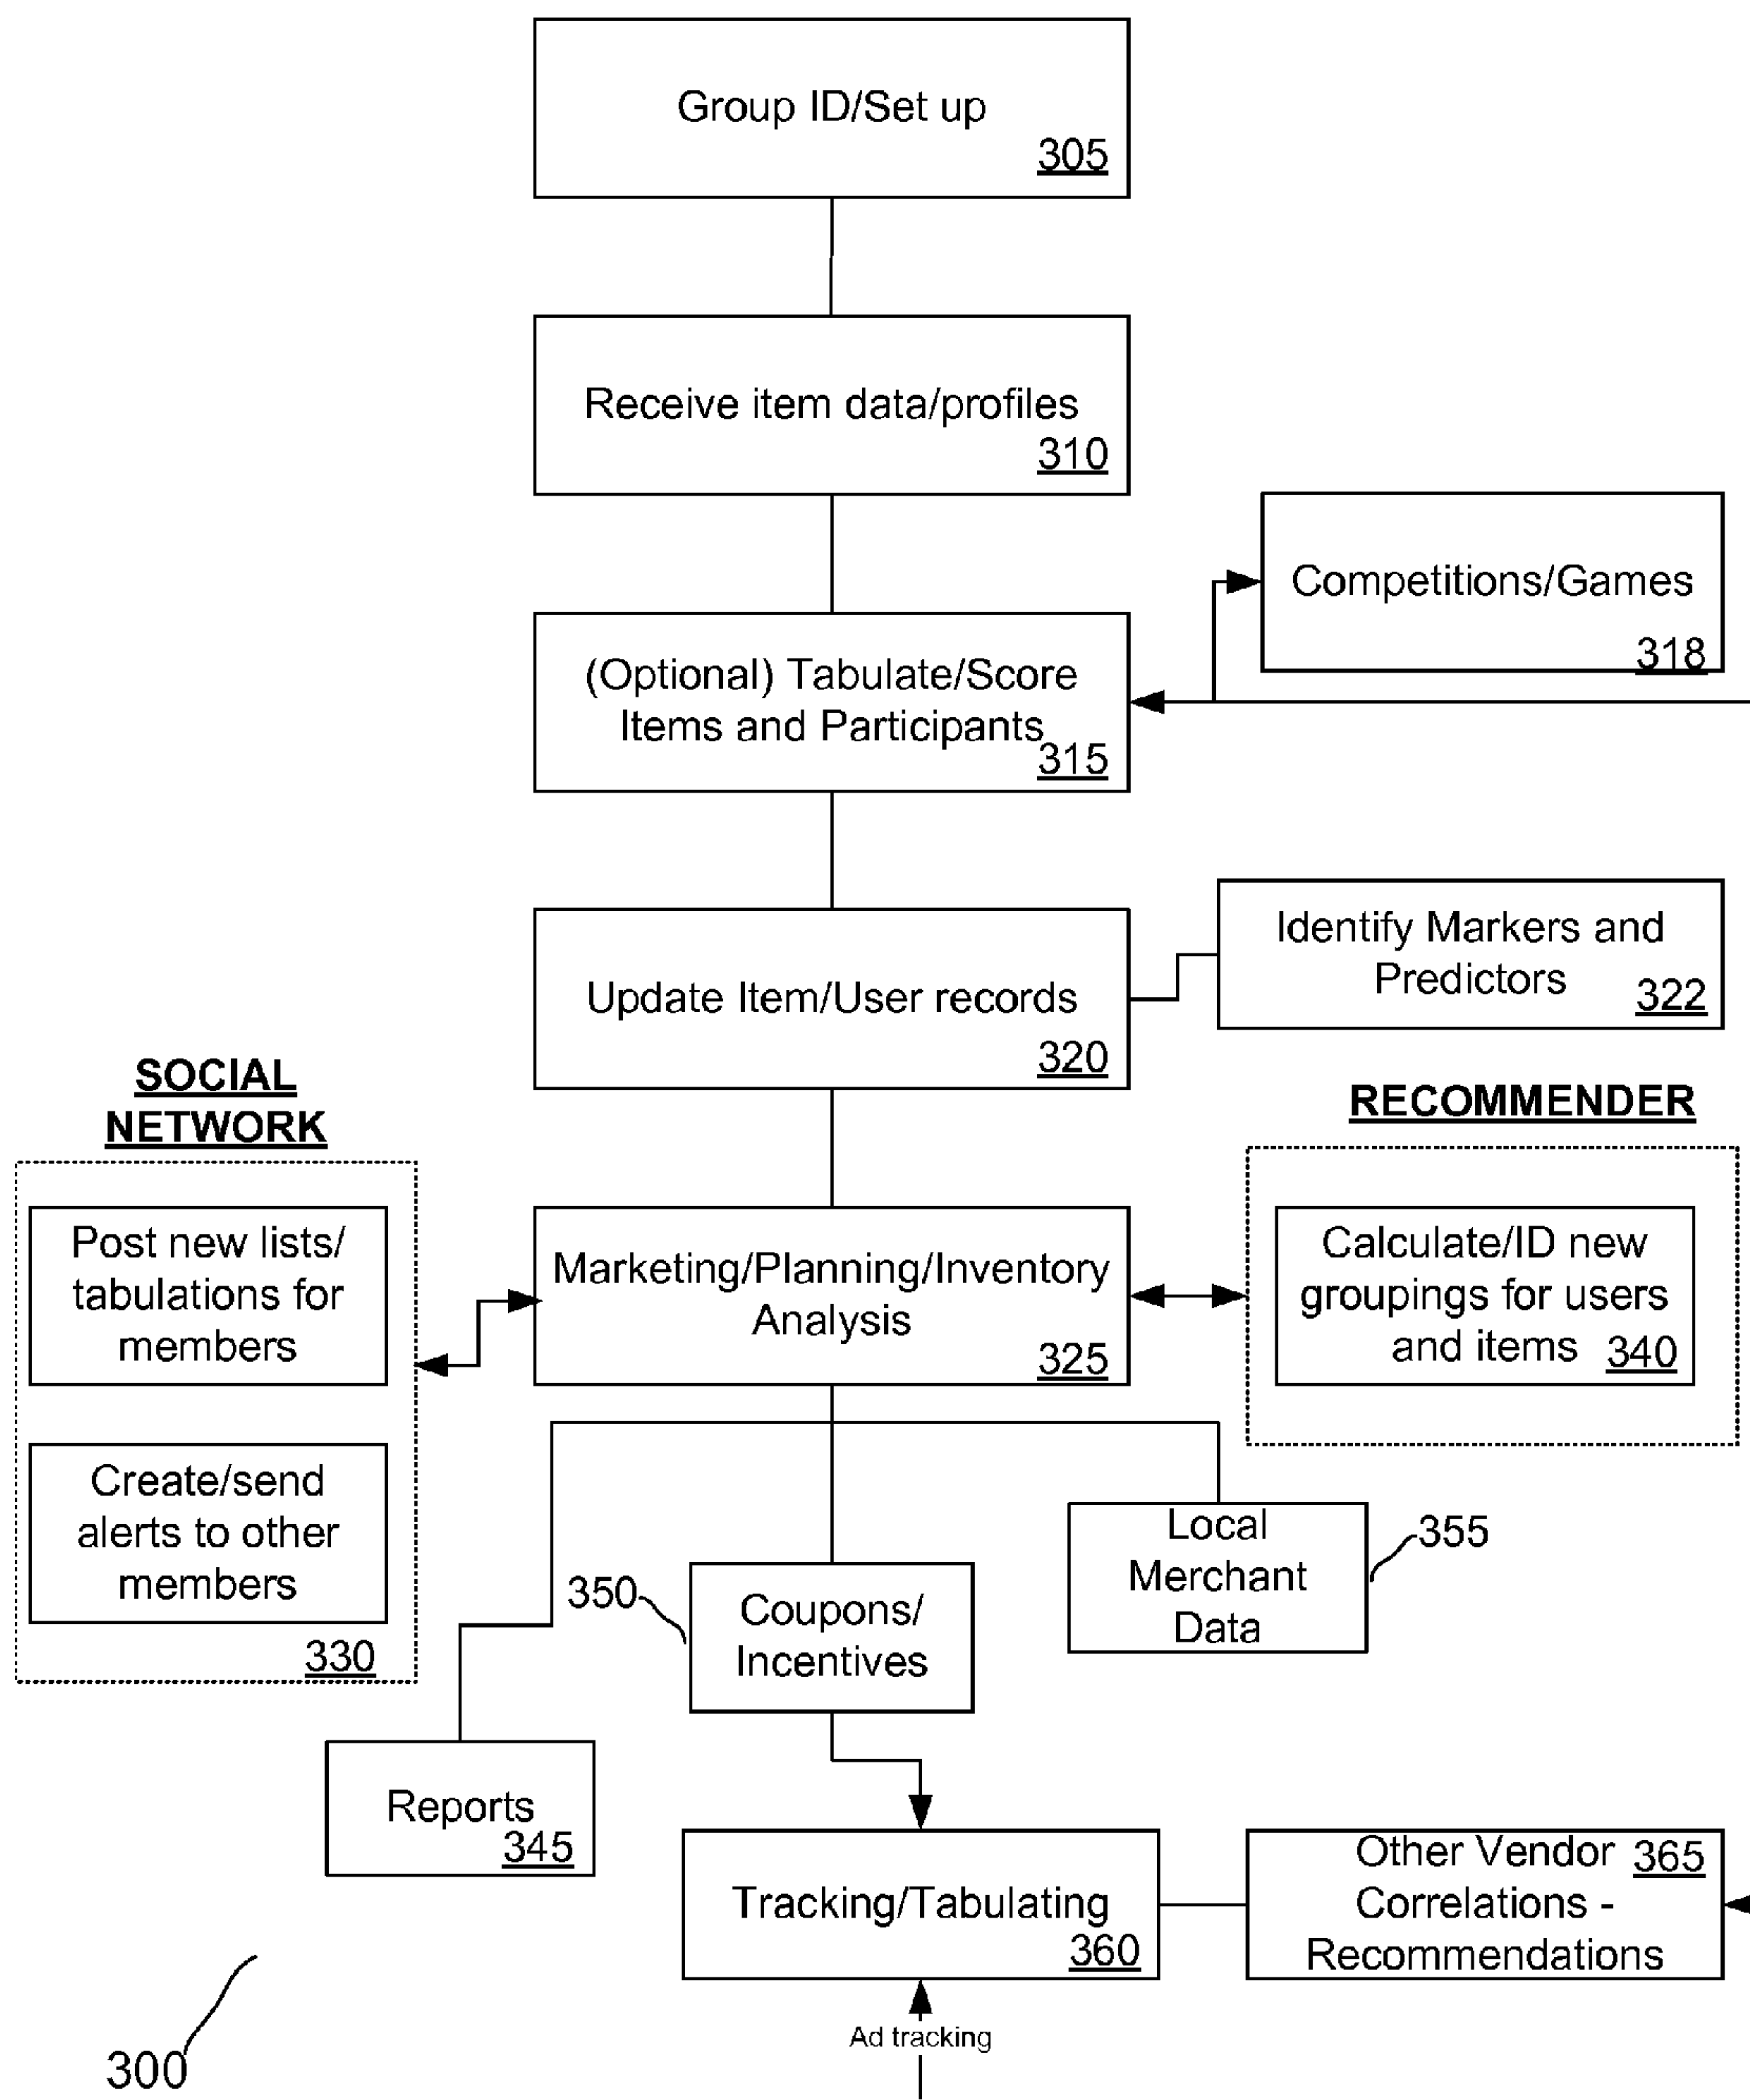 Group ID/Set up
305
Receive item data/profiles
310
Competitions/Games
318
(Optional) Tabulate/Score
Items and Participants
315
Identify Markers and
Predictors
322
Update Item/User records
320
SOCIAL
NETWORK
RECOMMENDER
Post new lists/
tabulations for
members
Marketing/Planning/Inventory
Analysis
325
Calculate/ID new
groupings for users
and items 340
Create/send
alerts to other
members
330
350
Coupons/
Incentives
Local
Merchant
Data
355
Reports
345
Tracking/Tabulating
360
Other Vendor 365
Correlations -
Recommendations
Ad tracking
300